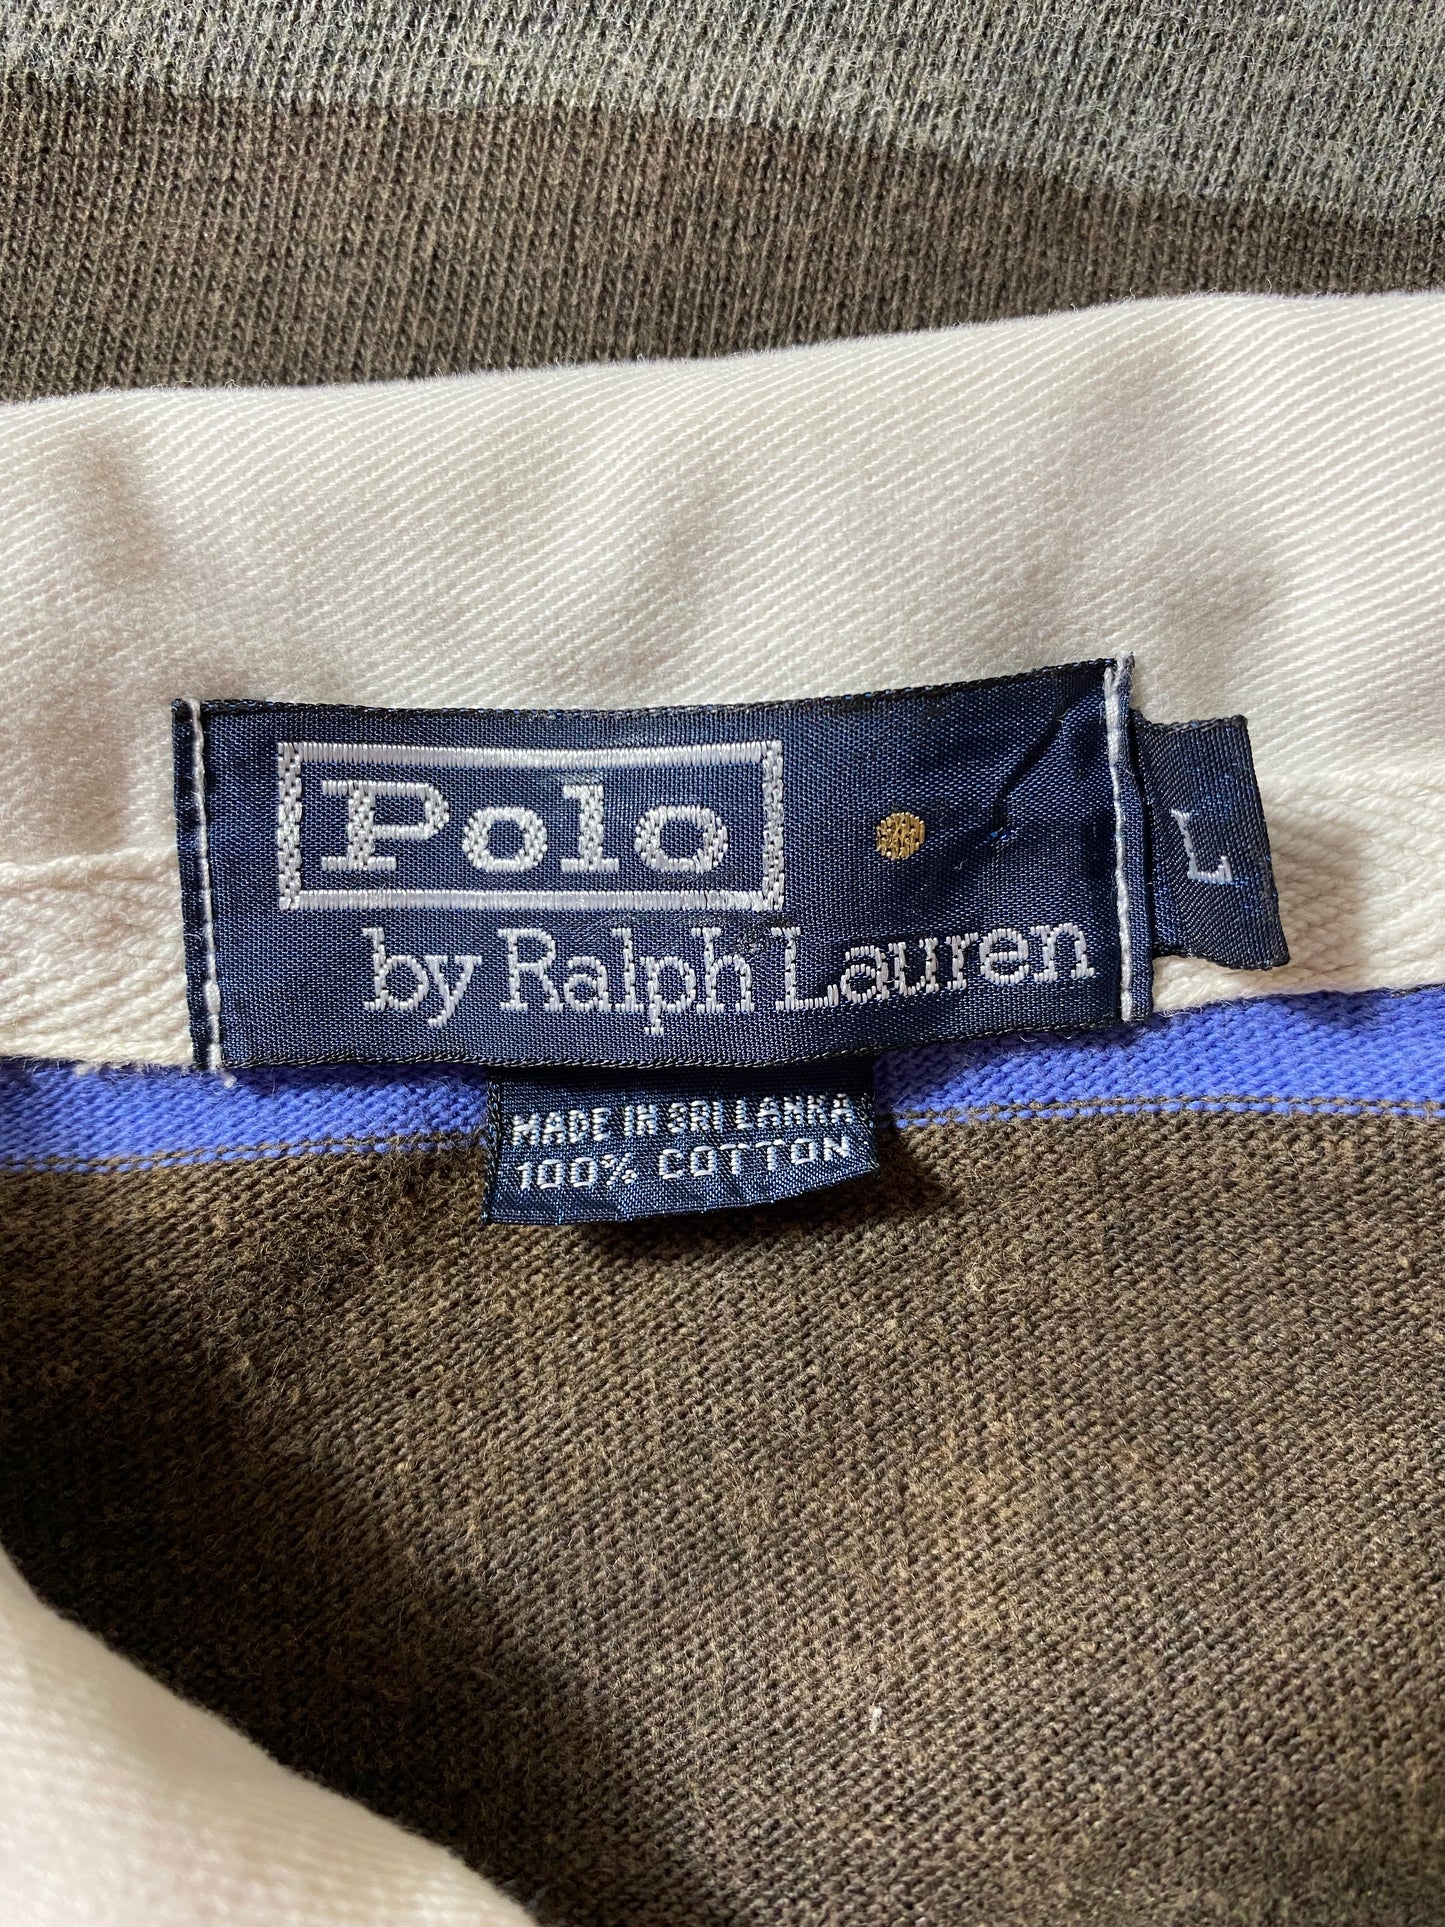 Polo
by Ralph Lauren
L
MADE IN SRI LANKA
100% COTTON